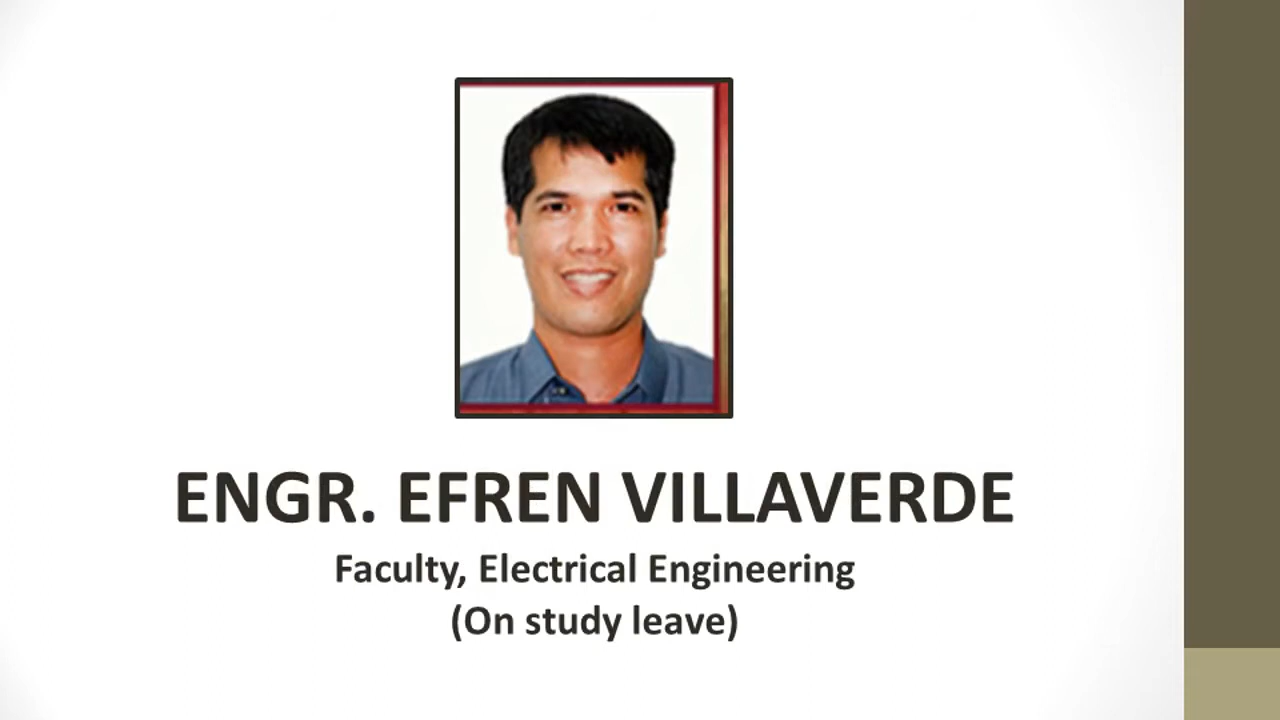 ENGR. EFREN VILLAVERDE
Faculty, Electrical Engineering
(On study leave)